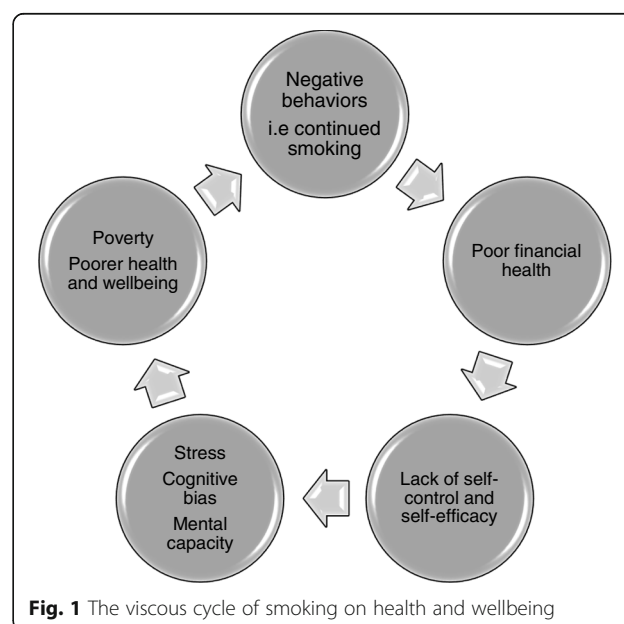 Negative
behaviors
i.e continued
smoking
Poor financial
health
Lack of self-
control and
self-efficacy
Stress
Cognitive
bias
Mental
capacity
Poverty
Poorer health
and wellbeing
Fig. 1 The viscous cycle of smoking on health and wellbeing